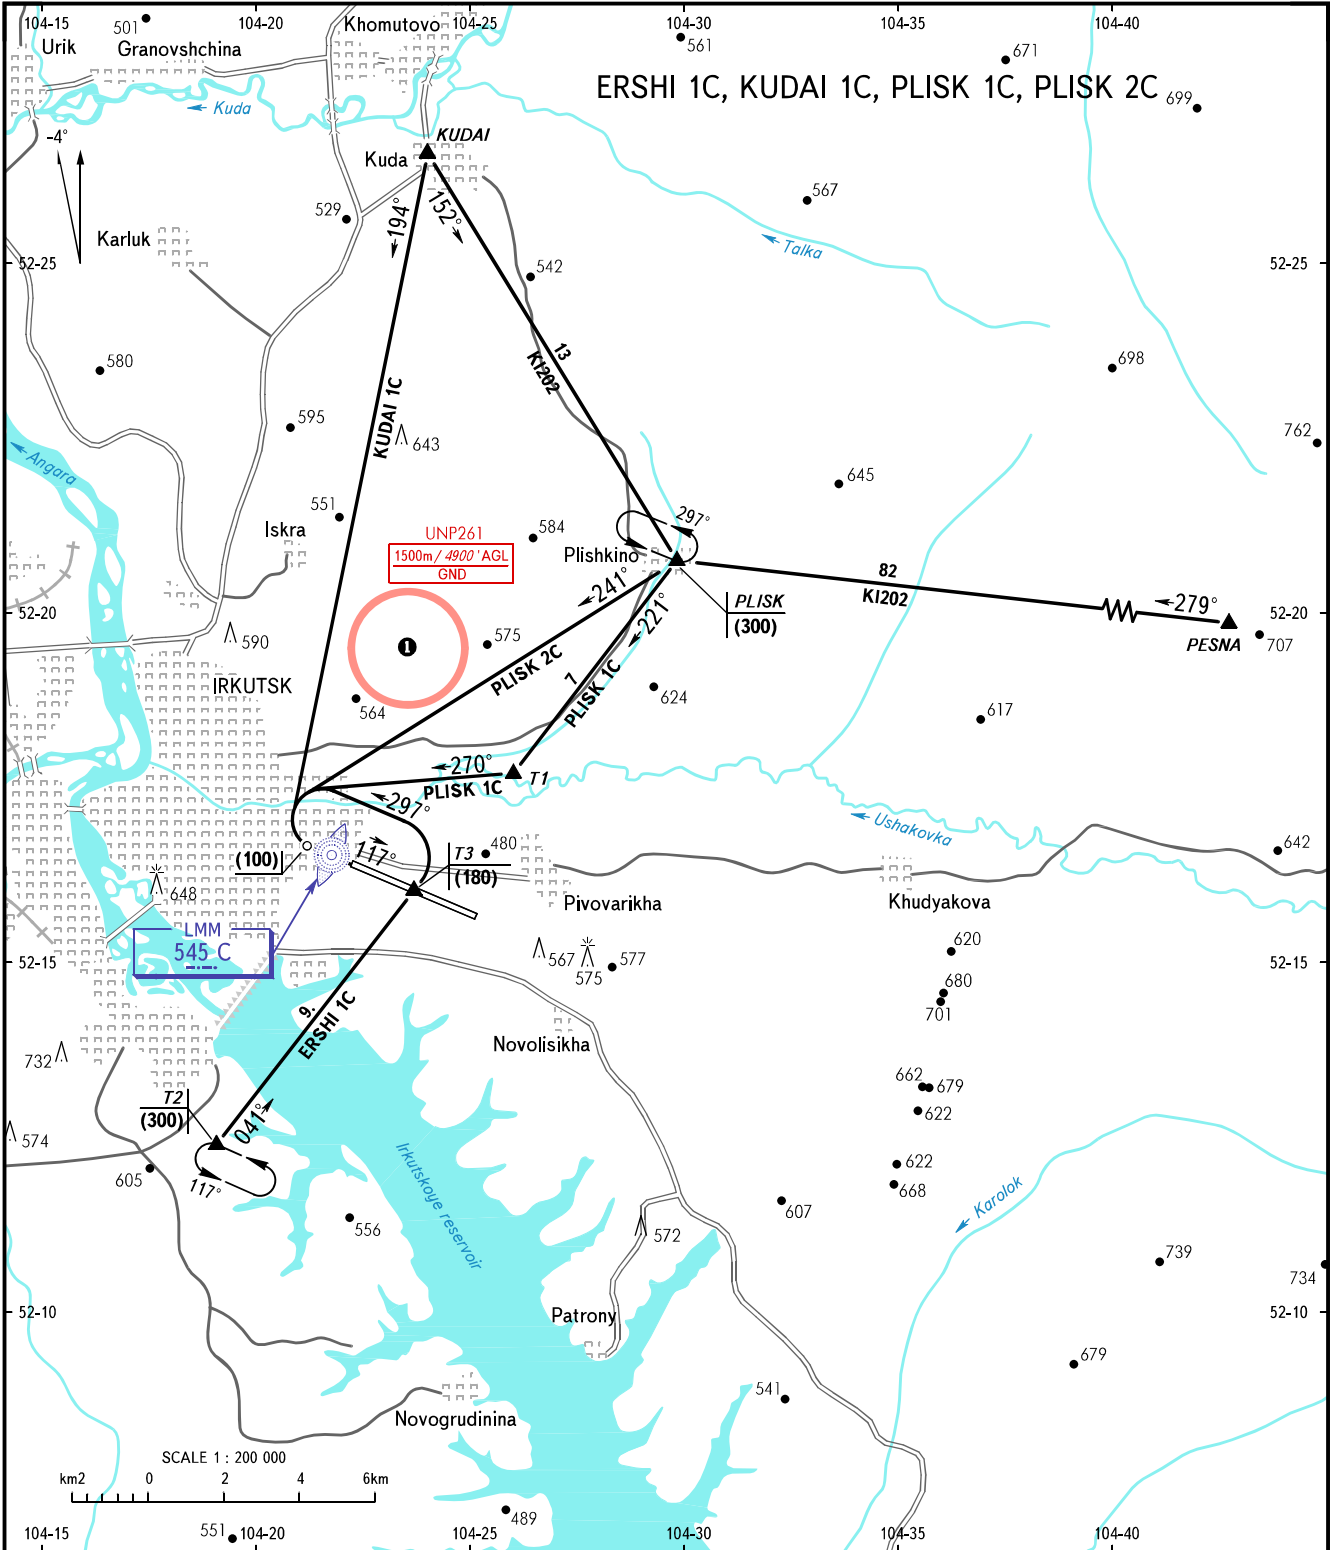 104-15
104-20
104-25
104-30
104-35
104-40
501
Urik
Granovshchina
Khomutovo
561
671
ERSHI 1C, KUDAI 1C, PLISK 1C, PLISK 2C
699
Kuda
-4°
KUDAI
Kuda
194°
152°
529
567
Karluk
Talka
52-25
52-25
542
13
KI202
580
698
KUDAI 1C
595
643
762
Angara
645
551
297°
Iskra
UNP261
584
1500m/4900'AGL
GND
Plishkino
241°
82
KI202
279°
221°
PLISK
(300)
52-20
52-20
590
1
575
PESNA
707
PLISK 2C
7
PLISK 1C
IRKUTSK
624
564
617
270°
PLISK 1C
T1
297°
Ushakovka
117°
480
T3
(180)
(100)
642
648
Pivovarikha
Khudyakova
LMM
545 C
567
575
577
620
52-15
52-15
680
701
9.
ERSHI 1C
Novolisikha
732
662
679
T2
(300)
041°
622
574
Irkutskoye reservoir
622
605
117°
668
Karolok
607
556
572
739
734
52-10
52-10
Patrony
679
541
Novogrudinina
SCALE 1 : 200 000
km2
0
2
4
6km
489
551
104-15
104-20
104-25
104-30
104-35
104-40